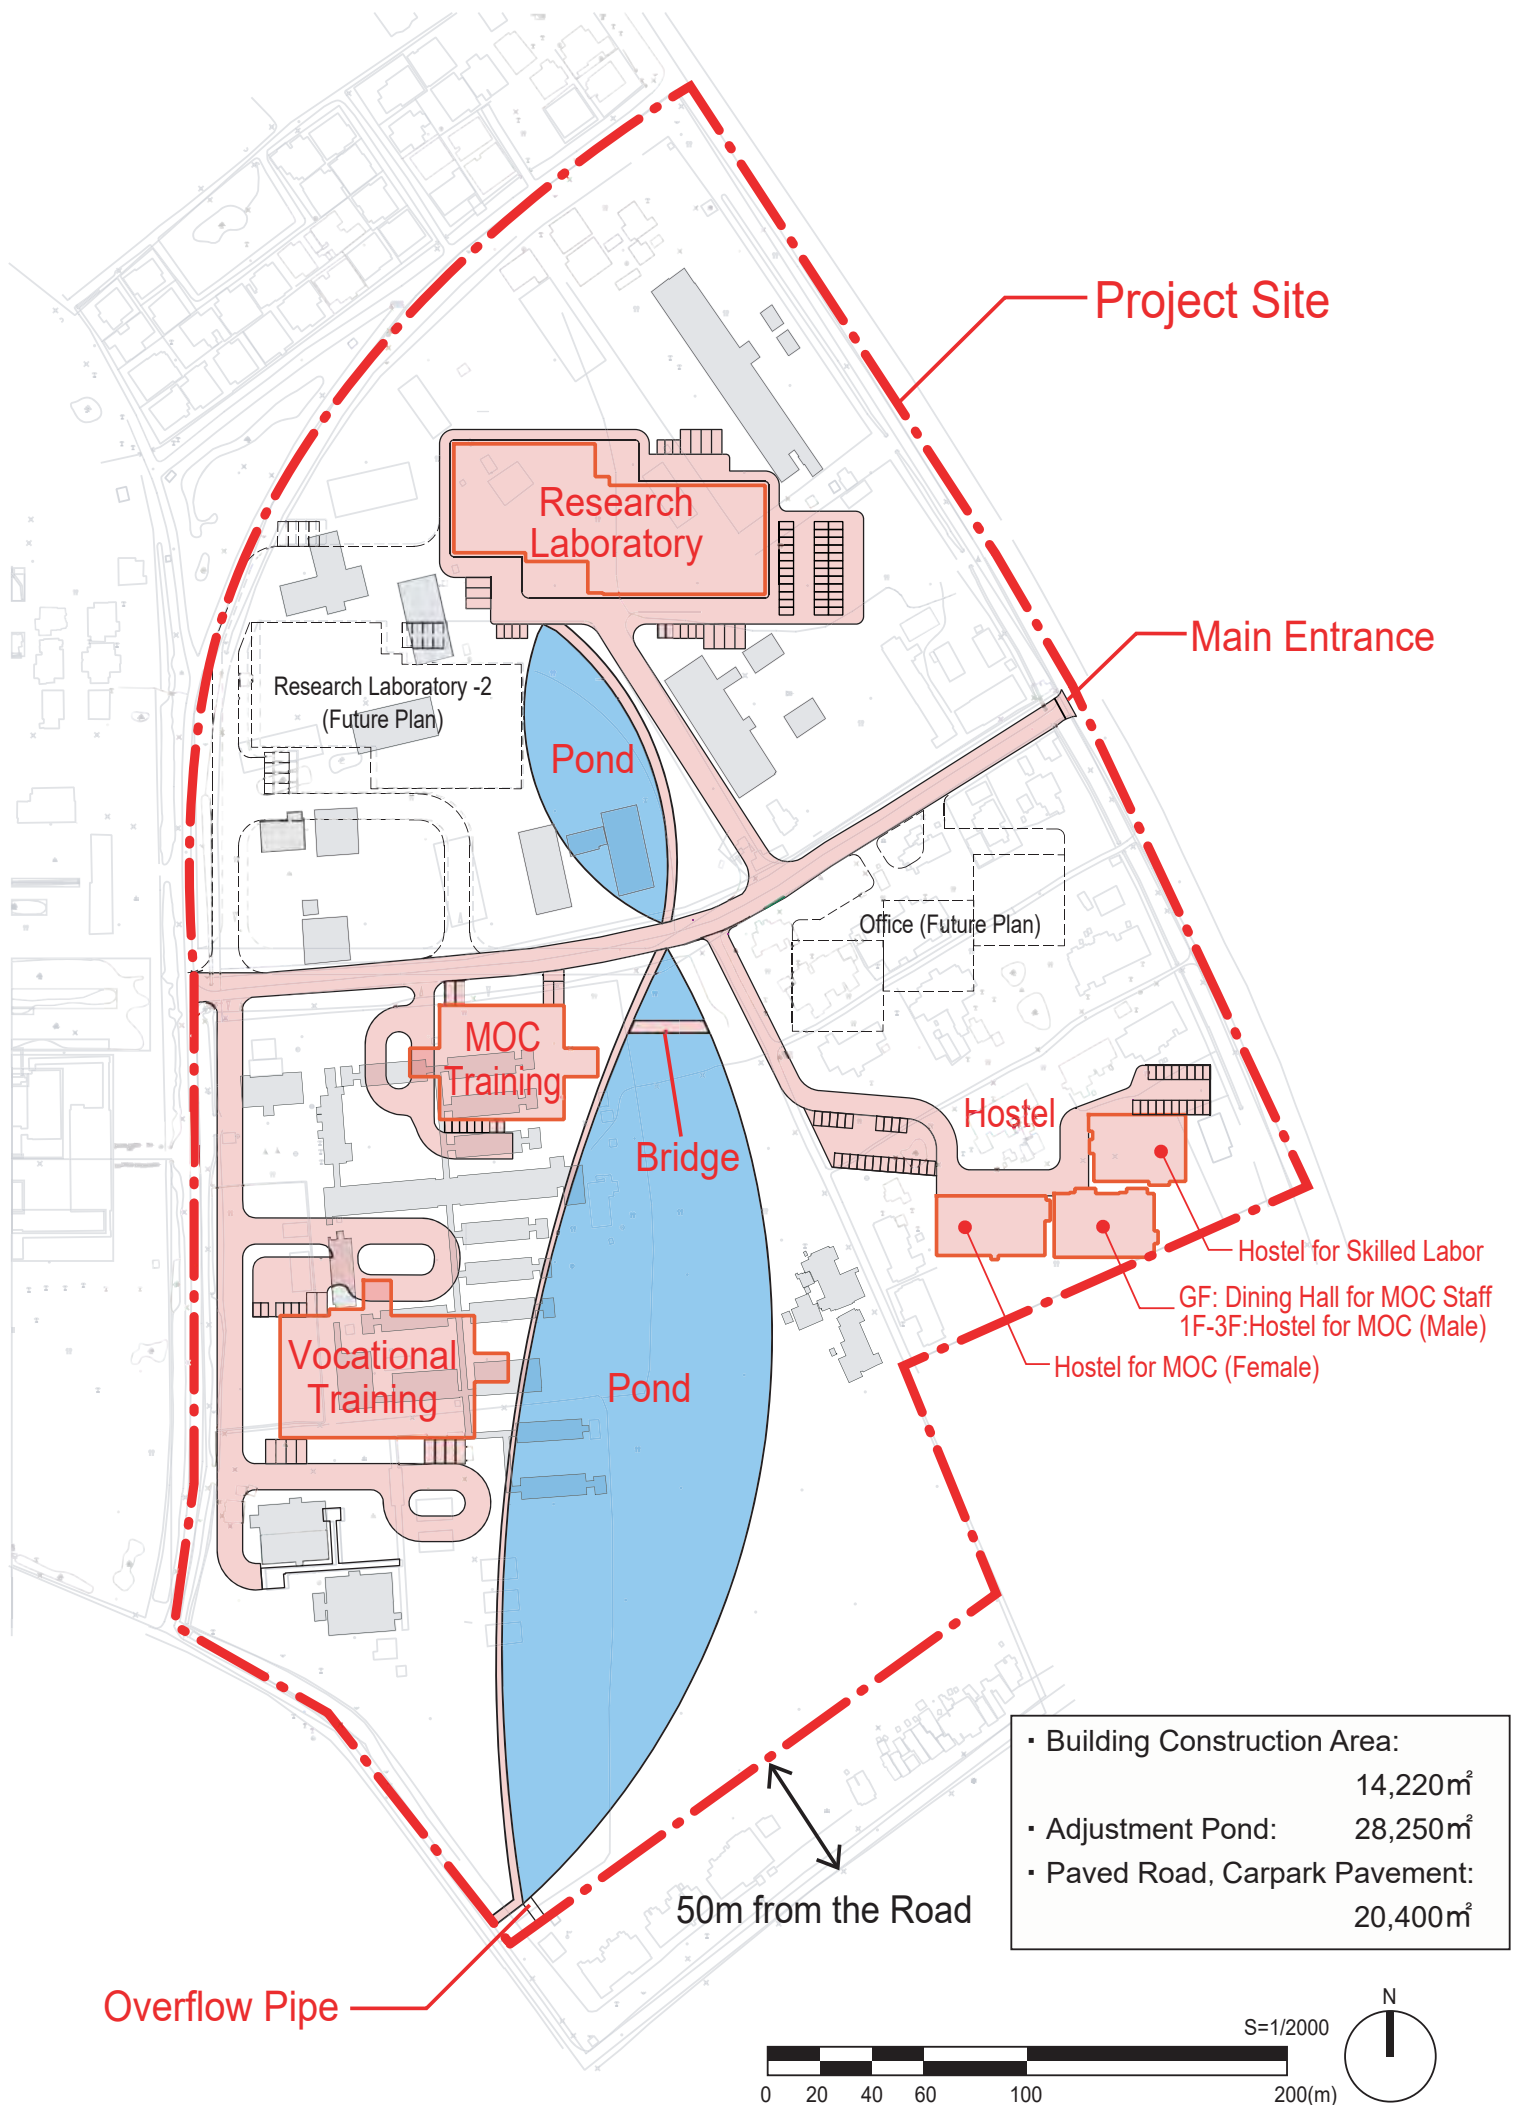 Project Site
Research
Laboratory
Main Entrance
Research Laboratory -2
(Future Plan)
Pond
Office (Future Plan)
MOC
Training
Hostel
Bridge
Hostel for Skilled Labor
GF: Dining Hall for MOC Staff
1F-3F:Hostel for MOC (Male)
Hostel for MOC (Female)
Vocational
Training
Pond
・Building Construction Area:
14,220㎡
・Adjustment Pond: 28,250㎡
・Paved Road, Carpark Pavement:
20,400㎡
50m from the Road
Overflow Pipe
N
S=1/2000
0 20 40 60 100 200(m)